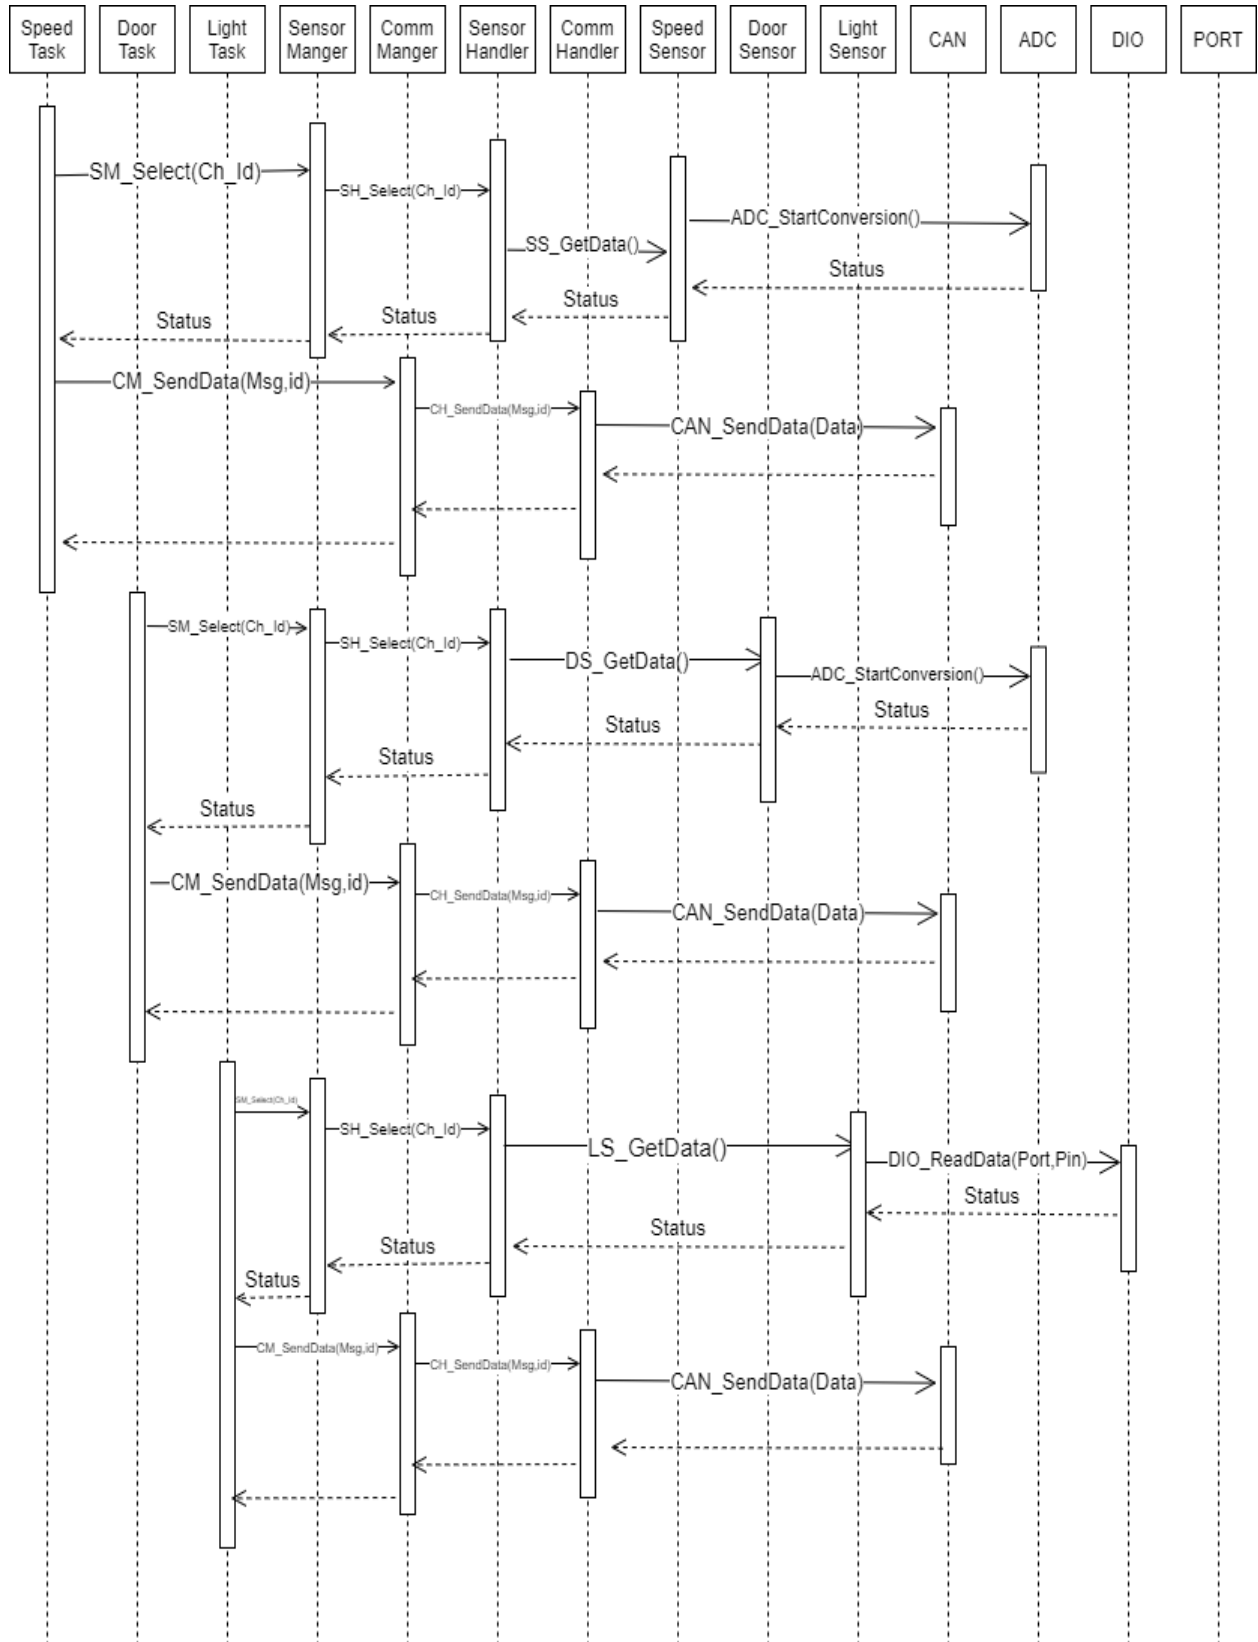 Speed
Task
Door
Task
Light
Task
Sensor
Manger
Comm
Manger
Sensor
Handler
Comm
Handler
Speed
Sensor
Door
Sensor
Light
Sensor
CAN
ADC
DIO
PORT
SM_Select(Ch_Id)
SH_Select(Ch_Id)
SS_GetData()
ADC_StartConversion()
Status
Status
Status
Status
CM_SendData(Msg,id)
CH_SendData(Msg,id)
CAN_SendData(Data)
SM_Select(Ch_Id)
SH_Select(Ch_Id)
DS_GetData()
ADC_StartConversion()
Status
Status
Status
Status
CM_SendData(Msg,id)
CH_SendData(Msg,id)
CAN_SendData(Data)
SM_Select(Ch_Id)
SH_Select(Ch_Id)
LS_GetData()
DIO_ReadData(Port,Pin)
Status
Status
Status
Status
CM_SendData(Msg,id)
CH_SendData(Msg,id)
CAN_SendData(Data)